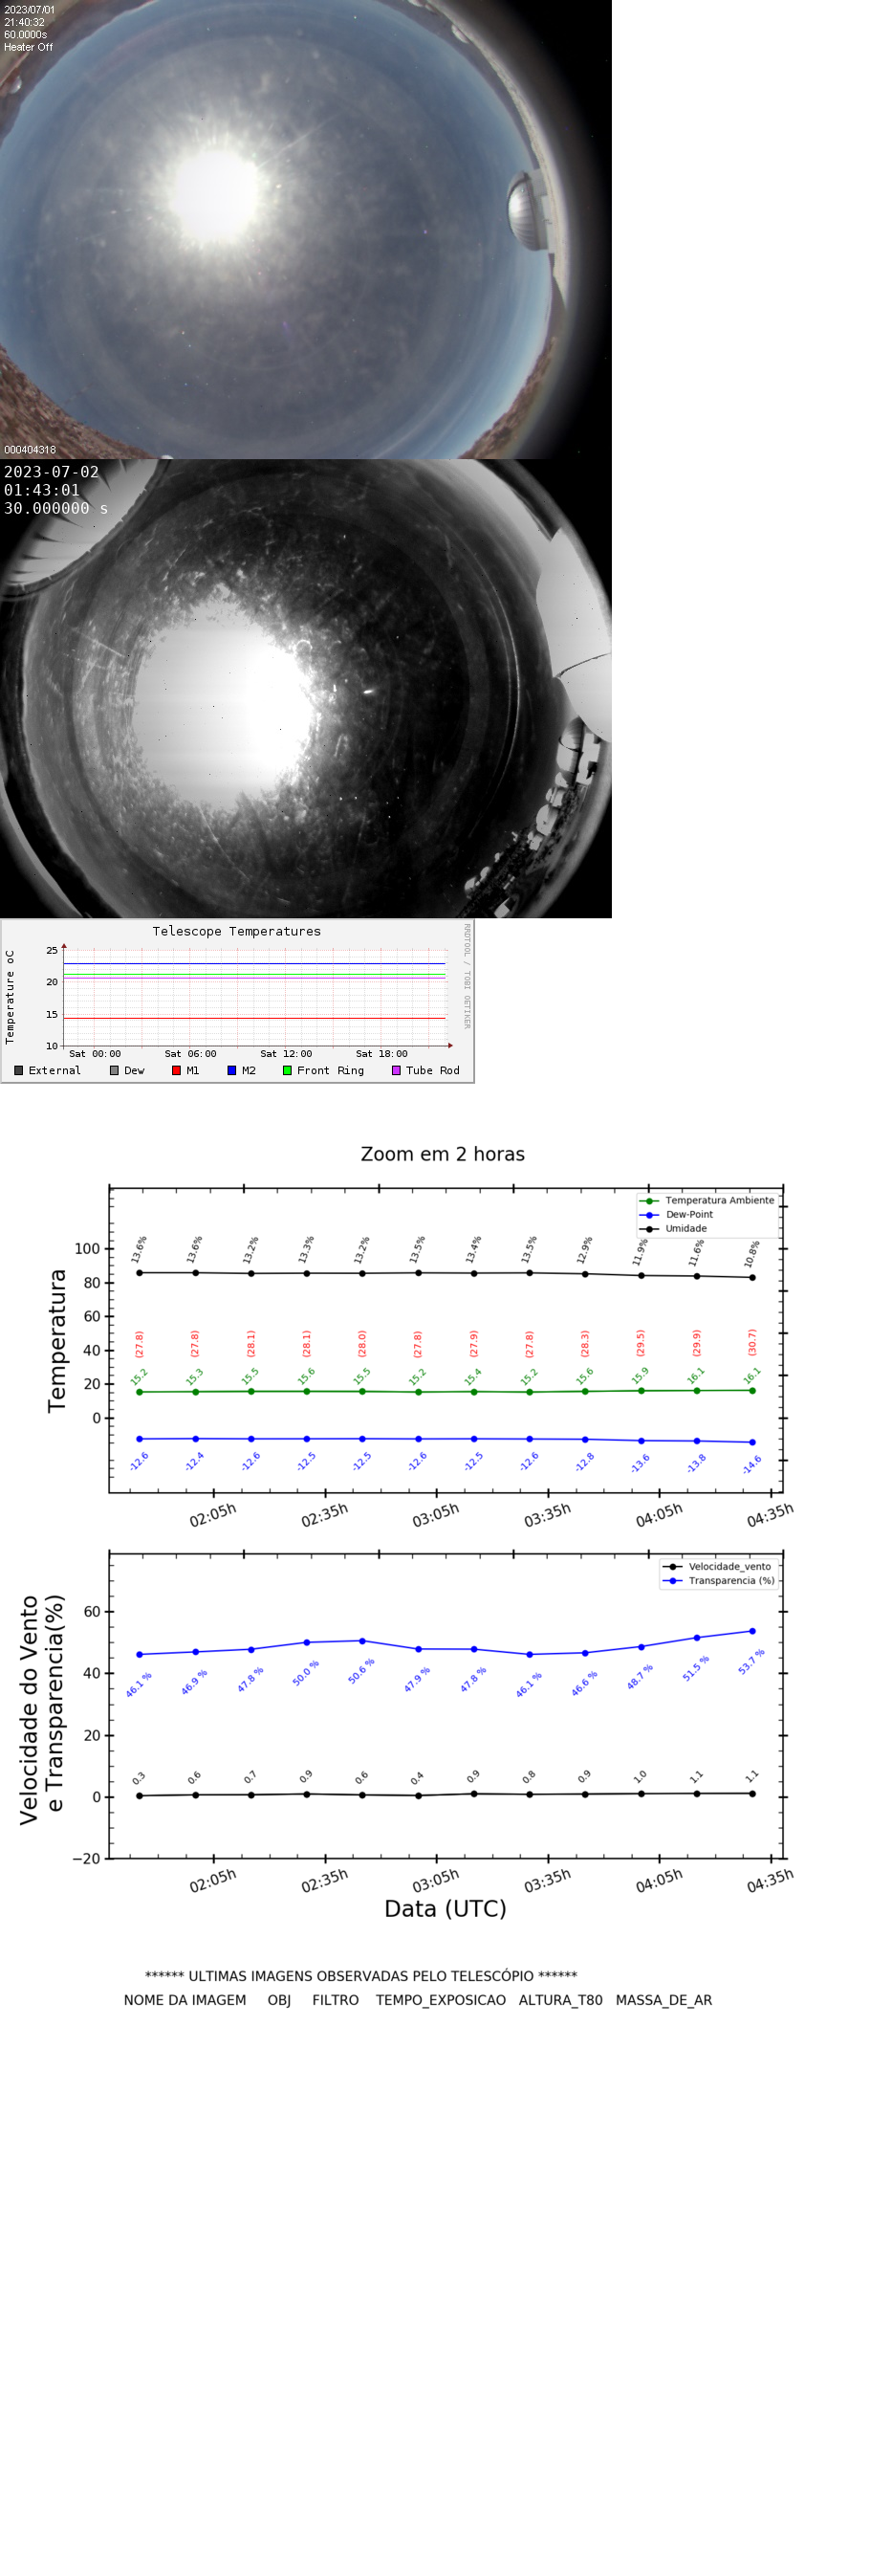 2023/07/01
21:40:32
60.0000s
Heater Off
000404318
2023-07-02
01:43:01
30.000000 s
Telescope Temperatures
RRDTOOL / TOBI OETIKER
Temperature oC
25
20
15
10
Sat 00:00 Sat 06:00 Sat 12:00 Sat 18:00
External Dew M1 M2 Front Ring Tube Rod
Zoom em 2 horas
Temperatura Ambiente
Dew-Point
Umidade
Temperatura
100
80
60
40
20
0
13.6% 13.6% 13.2% 13.3% 13.2% 13.5% 13.4% 13.5% 12.9% 11.9% 11.6% 10.8%
(27.8) (27.8) (28.1) (28.1) (28.0) (27.8) (27.9) (27.8) (28.3) (29.5) (29.9) (30.7)
15.2 15.3 15.5 15.6 15.5 15.2 15.4 15.2 15.6 15.9 16.1 16.1
-12.6 -12.4 -12.6 -12.5 -12.5 -12.6 -12.5 -12.6 -12.8 -13.6 -13.8 -14.6
02:05h 02:35h 03:05h 03:35h 04:05h 04:35h
Velocidade_vento
Transparencia (%)
Velocidade do Vento
e Transparencia(%)
60
40
20
0
−20
46.1 % 46.9 % 47.8 % 50.0 % 50.6 % 47.9 % 47.8 % 46.1 % 46.6 % 48.7 % 51.5 % 53.7 %
0.3 0.6 0.7 0.9 0.6 0.4 0.9 0.8 0.9 1.0 1.1 1.1
02:05h 02:35h 03:05h 03:35h 04:05h 04:35h
Data (UTC)
****** ULTIMAS IMAGENS OBSERVADAS PELO TELESCÓPIO ******
NOME DA IMAGEM OBJ FILTRO TEMPO_EXPOSICAO ALTURA_T80 MASSA_DE_AR